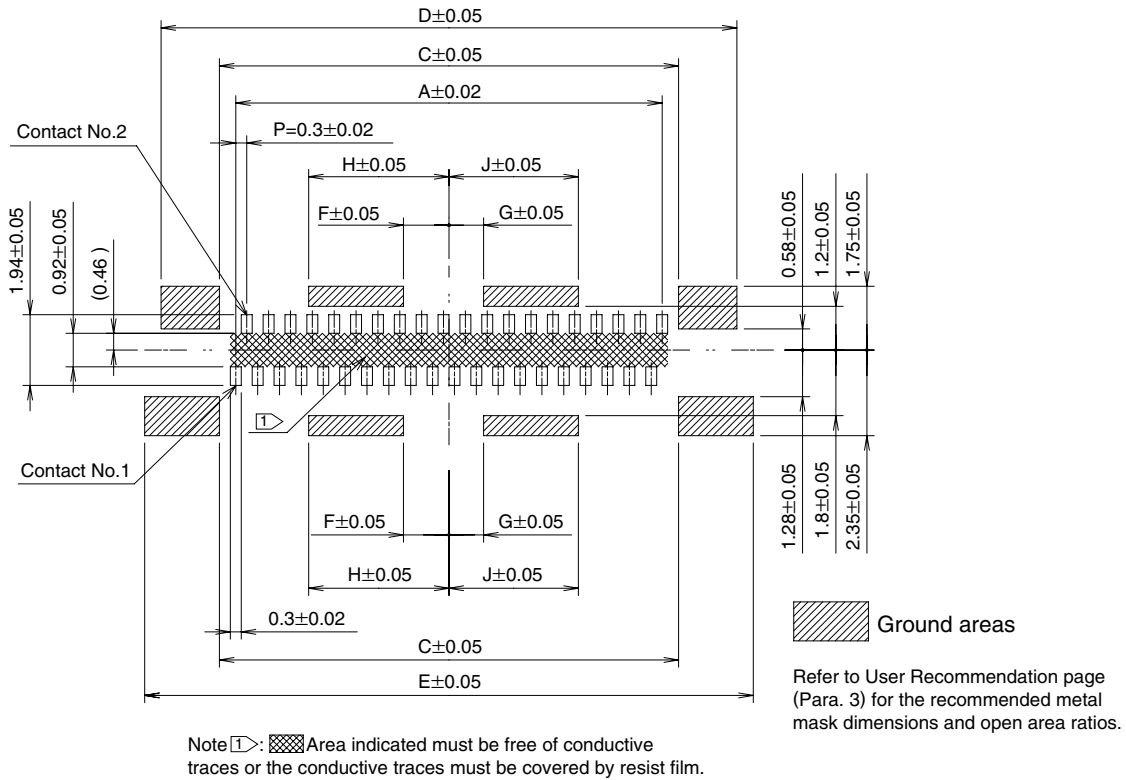 D±0.05
C±0.05
A±0.02
Contact No.2
P=0.3±0.02
H±0.05
J±0.05
F±0.05
G±0.05
1.94±0.05
0.92±0.05
(0.46 )
0.58±0.05
1.2±0.05
1.75±0.05
1
Contact No.1
F±0.05
G±0.05
1.28±0.05
1.8±0.05
2.35±0.05
H±0.05
J±0.05
0.3±0.02
C±0.05
E±0.05
Ground areas
Refer to User Recommendation page
(Para. 3) for the recommended metal
mask dimensions and open area ratios.
Note 1 : Area indicated must be free of conductive
traces or the conductive traces must be covered by resist film.